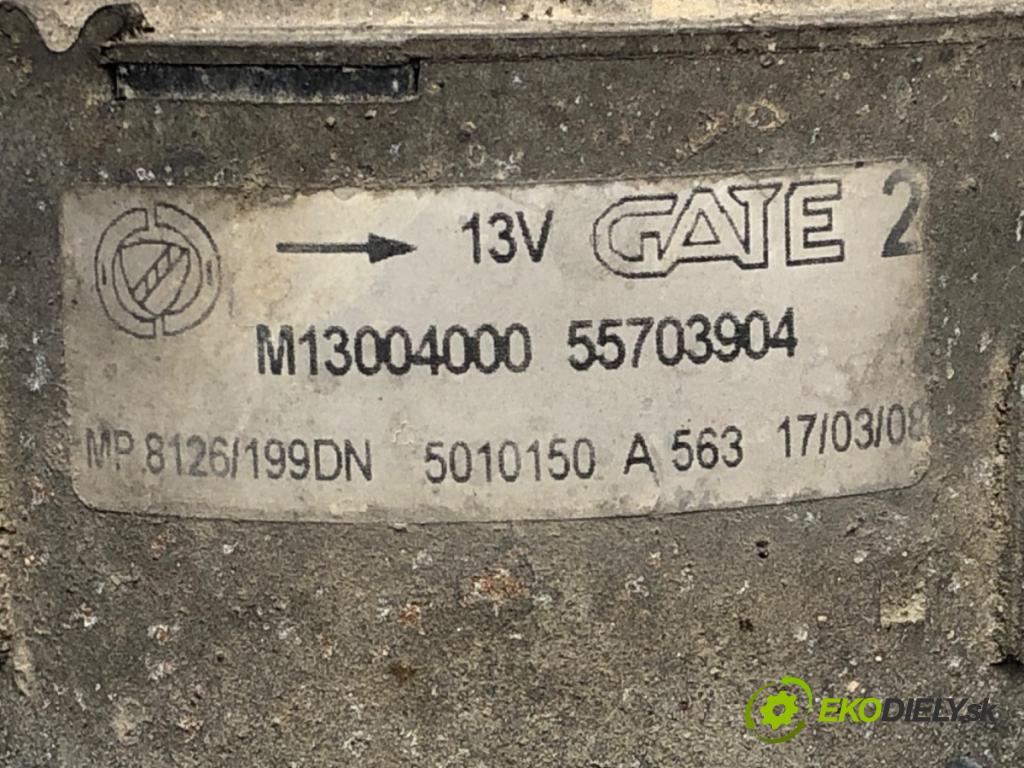 13V GATE 2
M13004000 55703904
MP.8126/199DN 5010150 A 563 17/03/08
EKODIELY.sk